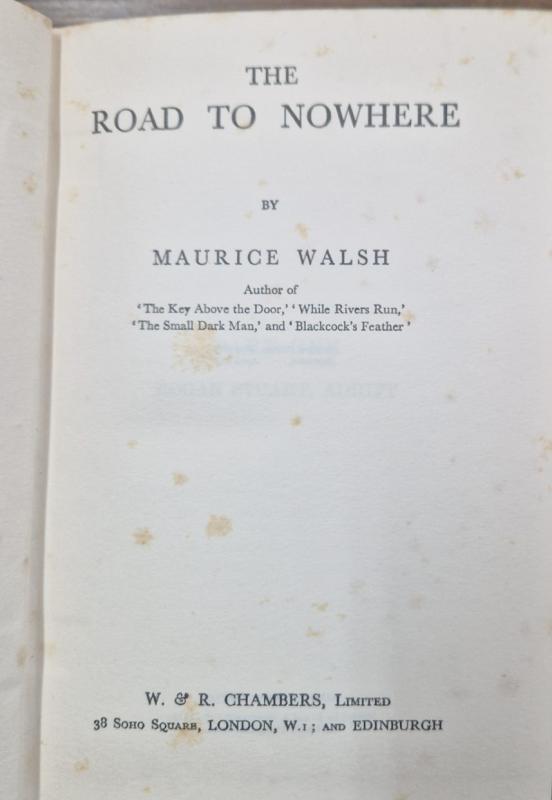 THE
ROAD TO NOWHERE
BY
MAURICE WALSH
Author of
‘The Key Above the Door,’ ‘While Rivers Run,’
‘The Small Dark Man,’ and ‘Blackcock’s Feather’
W. & R. CHAMBERS, LIMITED
38 SOHO SQUARE, LONDON, W.1; AND EDINBURGH